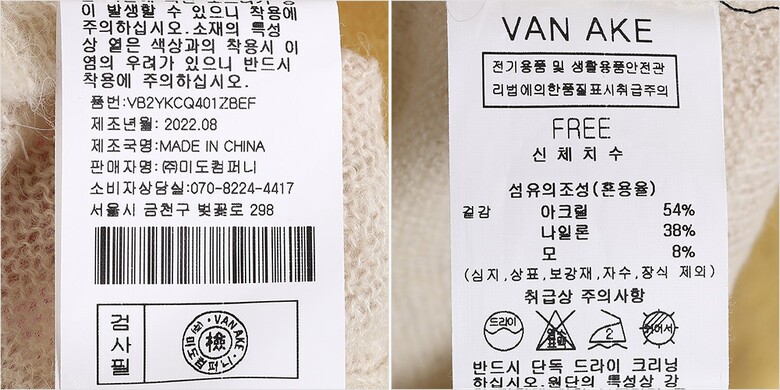 이 발생할 수 있으니 착용에
주의하십시오.소재의 특성
상 옅은 색상과의 착용시 이
염의 우려가 있으니 반드시
착용에 주의하십시오.
품번:VB2YKCQ401ZBEF
제조년월: 2022.08
제조국명:MADE IN CHINA
판매자명:㈜미도컴퍼니
소비자상담실:070-8224-4417
서울시 금천구 벚꽃로 298
검사필
VAN AKE
㈜미도컴퍼니
檢
VAN AKE
전기용품 및 생활용품안전관
리법에의한품질표시취급주의
FREE
신체치수
섬유의조성(혼용율)
겉감 아크릴 54%
나일론 38%
모 8%
(심지,상표,보강재,자수,장식 제외)
취급상 주의사항
드라이
염소표백
2
반드시 단독 드라이 크리닝
하십시오.원단의 특성상 강